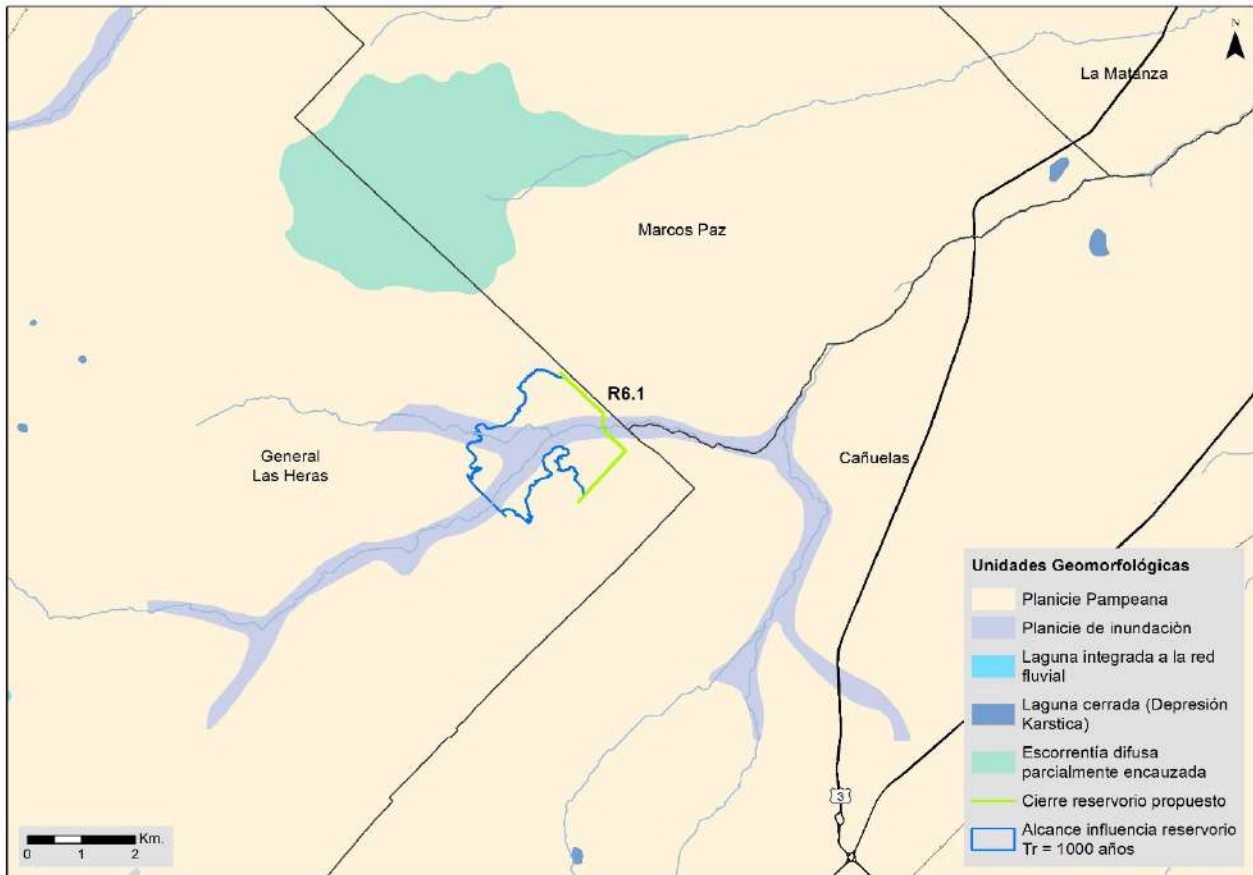 N
La Matanza
Marcos Paz
R6.1
General
Las Heras
Cañuelas
3
Unidades Geomorfológicas
Planicie Pampeana
Planicie de inundaciòn
Laguna integrada a la red
fluvial
Laguna cerrada (Depresión
Karstica)
Escorrentía difusa
parcialmente encauzada
Cierre reservorio propuesto
Alcance influencia reservorio
Tr = 1000 años
Km.
0 1 2